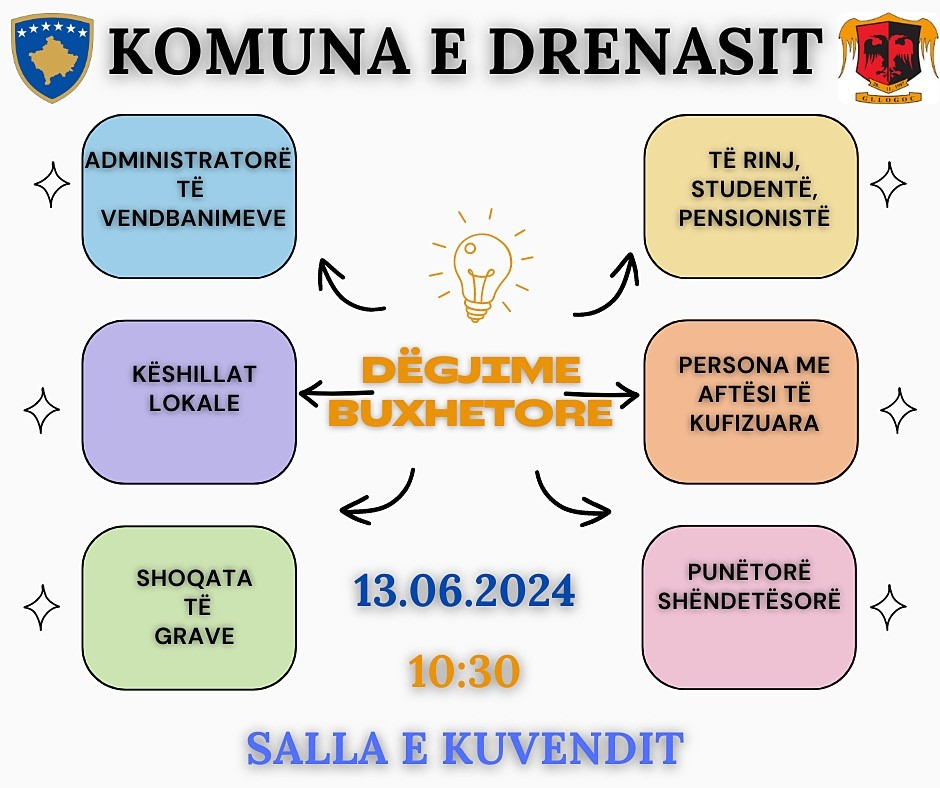 KOMUNA E DRENASIT
GLLOGOC
ADMINISTRATORË
TË
VENDBANIMEVE
TË RINJ,
STUDENTË,
PENSIONISTË
KËSHILLAT
LOKALE
DËGJIME
BUXHETORE
PERSONA ME
AFTËSI TË
KUFIZUARA
SHOQATA
TË
GRAVE
PUNËTORË
SHËNDETËSORË
13.06.2024
10:30
SALLA E KUVENDIT